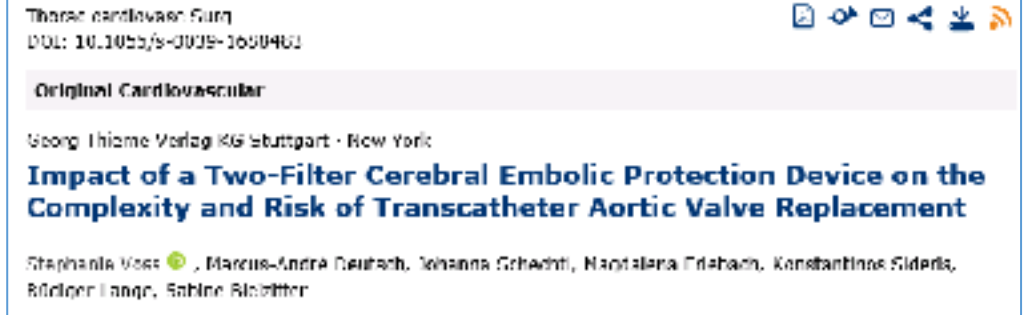 Thorac cardiovasc Surg
DOI: 10.1055/s-0039-
Original Cardiovascular
Georg Thieme Verlag KG Stuttgart · New York
Impact of a Two-Filter Cerebral Embolic Protection Device on the
Complexity and Risk of Transcatheter Aortic Valve Replacement
Stephanie Voss , Marcus-André Deutsch, Johanna Schechtl, Magdalena Erlebach, Konstantinos Sideris,
Rüdiger Lange, Sabine Bleiziffer